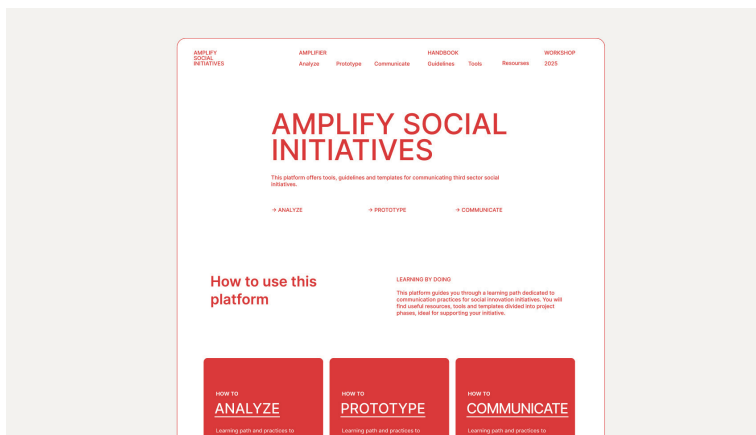 AMPLIFY
SOCIAL
INITIATIVES
AMPLIFIER
Analyze Prototype Communicate
HANDBOOK
Guidelines Tools Resourses
WORKSHOP
2025
AMPLIFY SOCIAL
INITIATIVES
This platform offers tools, guidelines and templates for communicating third sector social
initiatives.
→ ANALYZE → PROTOTYPE → COMMUNICATE
How to use this
platform
LEARNING BY DOING
This platform guides you through a learning path dedicated to
communication practices for social innovation initiatives. You will
find useful resources, tools and templetes divided into project
phases, ideal for supporting your initiative.
HOW TO
ANALYZE
Learning path and practices to
HOW TO
PROTOTYPE
Learning path and practices to
HOW TO
COMMUNICATE
Learning path and practices to